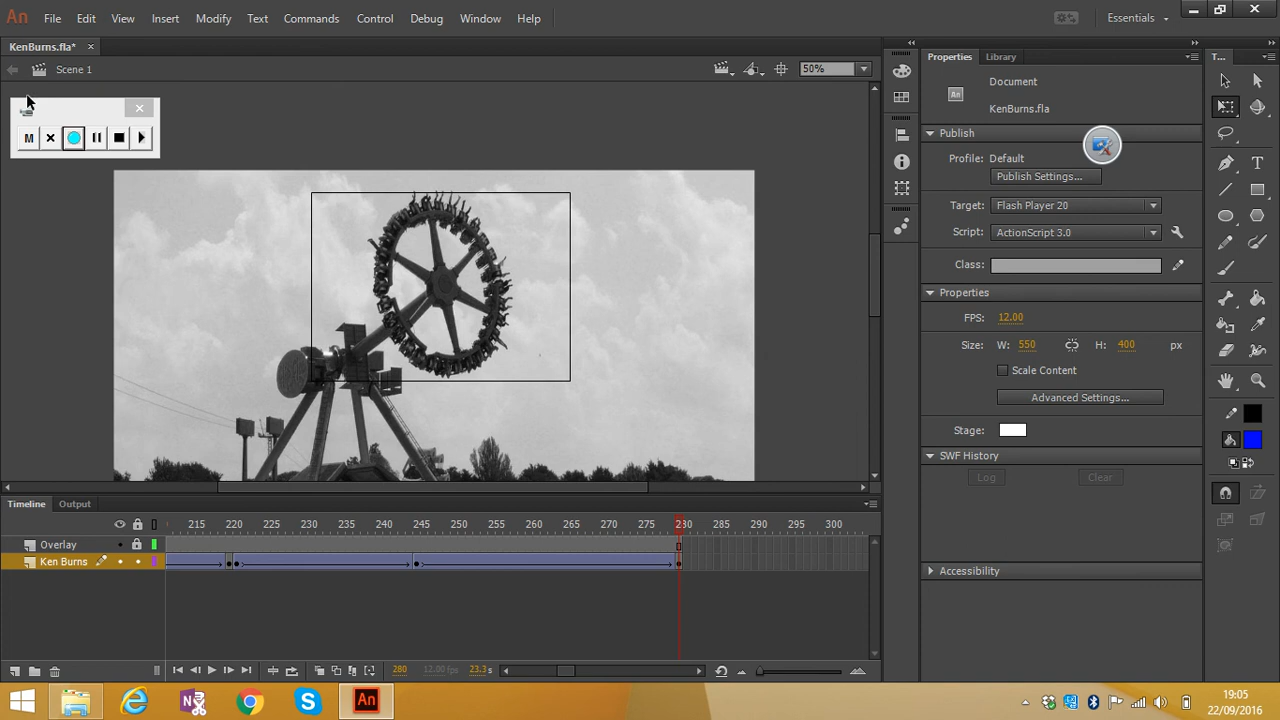 An File Edit View Insert Modify Text Commands Control Debug Window Help Essentials
KenBurns.fla*
Scene 1
50%
M
Properties Library
T...
Document
An
KenBurns.fla
Publish
Profile: Default
Publish Settings...
Target: Flash Player 20
Script: ActionScript 3.0
Class:
Properties
FPS: 12.00
Size: W: 550 H: 400 px
Scale Content
Advanced Settings...
Stage:
SWF History
Log Clear
Accessibility
Timeline Output
215 220 225 230 235 240 245 250 255 260 265 270 275 280 285 290 295 300
Overlay
Ken Burns
280 12.00 fps 23.3 s
N
S
An
19:05
22/09/2016